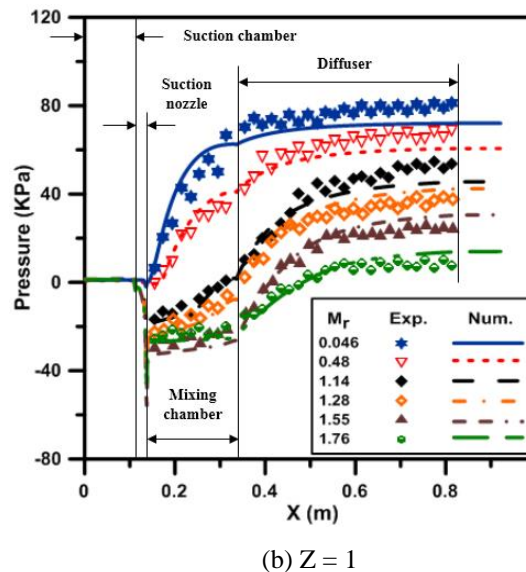 120
80
40
0
-40
-80
Pressure (KPa)
Suction chamber
Suction
nozzle
Diffuser
Mixing
chamber
Mr Exp. Num.
0.046
0.48
1.14
1.28
1.55
1.76
0 0.2 0.4 0.6 0.8
X (m)
(b) Z = 1